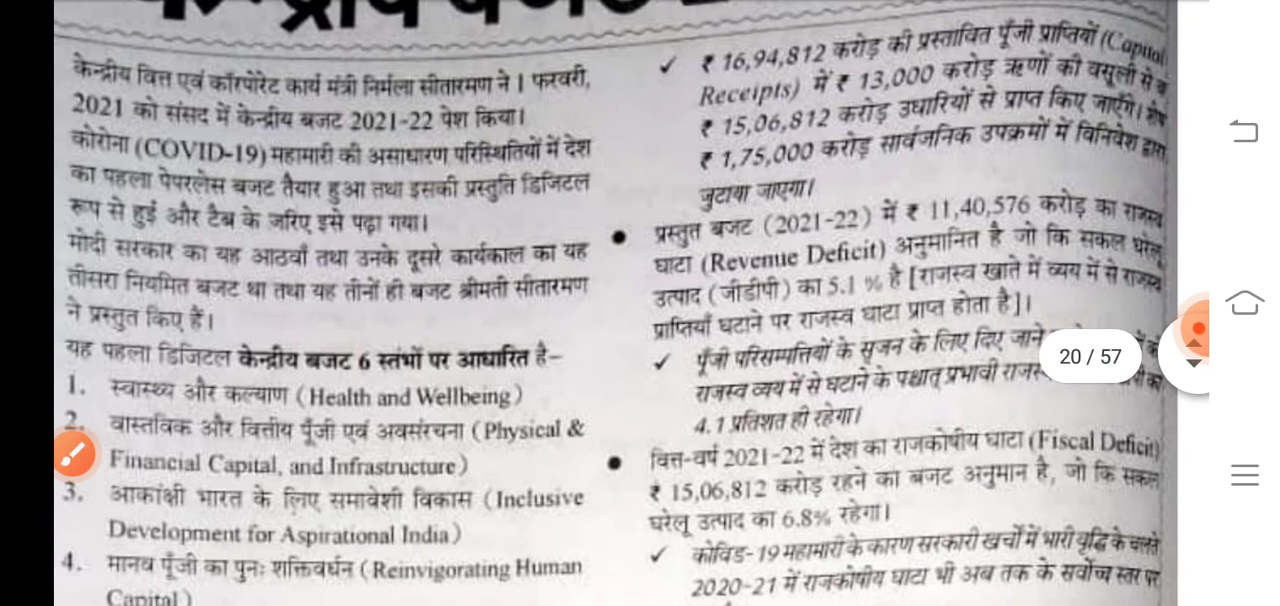 केन्द्रीय बजट
केन्द्रीय वित्त एवं कॉरपोरेट कार्य मंत्री निर्मला सीतारमण ने 1 फरवरी,
2021 को संसद में केन्द्रीय बजट 2021-22 पेश किया।
कोरोना (COVID-19) महामारी की असाधारण परिस्थितियों में देश
का पहला पेपरलेस बजट तैयार हुआ तथा इसकी प्रस्तुति डिजिटल
रूप से हुई और टैब के जरिए इसे पढ़ा गया।
मोदी सरकार का यह आठवाँ तथा उनके दूसरे कार्यकाल का यह
तीसरा नियमित बजट था तथा यह तीनों ही बजट श्रीमती सीतारमण
ने प्रस्तुत किए हैं।
यह पहला डिजिटल केन्द्रीय बजट 6 स्तंभों पर आधारित है–
1. स्वास्थ्य और कल्याण (Health and Wellbeing)
2. वास्तविक और वित्तीय पूँजी एवं अवसंरचना (Physical &
Financial Capital, and Infrastructure)
3. आकांक्षी भारत के लिए समावेशी विकास (Inclusive
Development for Aspirational India)
4. मानव पूँजी का पुनः शक्तिवर्धन (Reinvigorating Human
Capital)
✓ ₹ 16,94,812 करोड़ की प्रस्तावित पूँजी प्राप्तियों (Capital
Receipts) में ₹ 13,000 करोड़ ऋणों की वसूली से व
₹ 15,06,812 करोड़ उधारियों से प्राप्त किए जाएँगे। शेष
₹ 1,75,000 करोड़ सार्वजनिक उपक्रमों में विनिवेश द्वारा
जुटाया जाएगा।
● प्रस्तुत बजट (2021-22) में ₹ 11,40,576 करोड़ का राजस्व
घाटा (Revenue Deficit) अनुमानित है जो कि सकल घरेलू
उत्पाद (जीडीपी) का 5.1 % है [राजस्व खाते में व्यय में से राजस्व
प्राप्तियाँ घटाने पर राजस्व घाटा प्राप्त होता है]।
✓ पूँजी परिसम्पत्तियों के सृजन के लिए दिए जाने
राजस्व व्यय में से घटाने के पश्चात् प्रभावी
4.1 प्रतिशत ही रहेगा।
● वित्त-वर्ष 2021-22 में देश का राजकोषीय घाटा (Fiscal Deficit)
₹ 15,06,812 करोड़ रहने का बजट अनुमान है, जो कि सकल
घरेलू उत्पाद का 6.8% रहेगा।
✓ कोविड-19 महामारी के कारण सरकारी खर्चों में भारी वृद्धि के चलते
2020-21 में राजकोषीय घाटा भी अब तक के सर्वोच्च स्तर पर
20 / 57